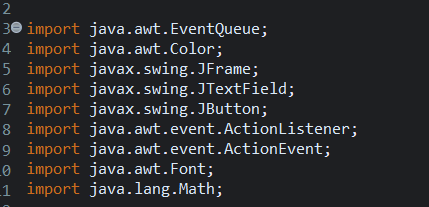 2
3 import java.awt.EventQueue;
4 import java.awt.Color;
5 import javax.swing.JFrame;
6 import javax.swing.JTextField;
7 import javax.swing.JButton;
8 import java.awt.event.ActionListener;
9 import java.awt.event.ActionEvent;
10 import java.awt.Font;
11 import java.lang.Math;